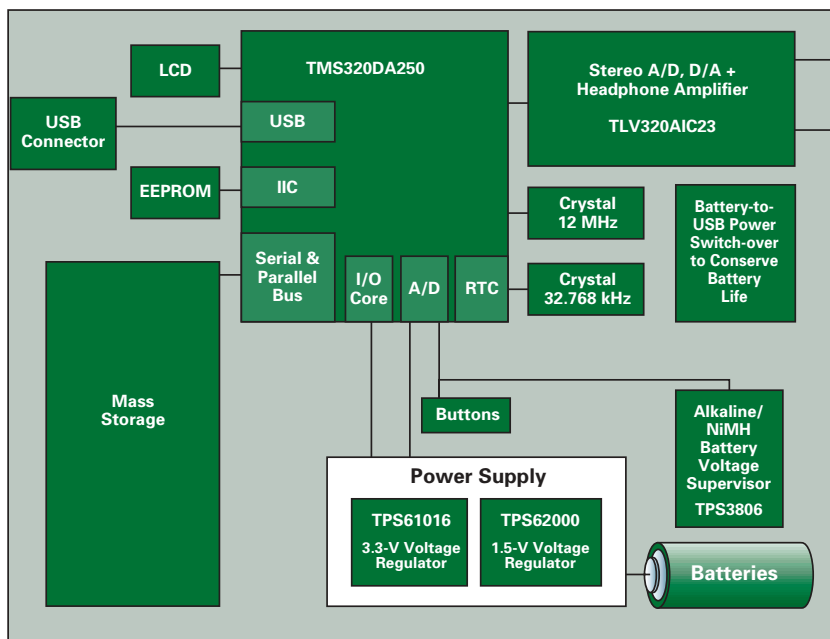 LCD
TMS320DA250
Stereo A/D, D/A +
Headphone Amplifier
TLV320AIC23
USB
Connector
USB
EEPROM
IIC
Crystal
12 MHz
Battery-to-
USB Power
Switch-over
to Conserve
Battery
Life
Serial &
Parallel
Bus
I/O
Core
A/D
RTC
Crystal
32.768 kHz
Mass
Storage
Buttons
Alkaline/
NiMH
Battery
Voltage
Supervisor
TPS3806
Power Supply
TPS61016
3.3-V Voltage
Regulator
TPS62000
1.5-V Voltage
Regulator
Batteries